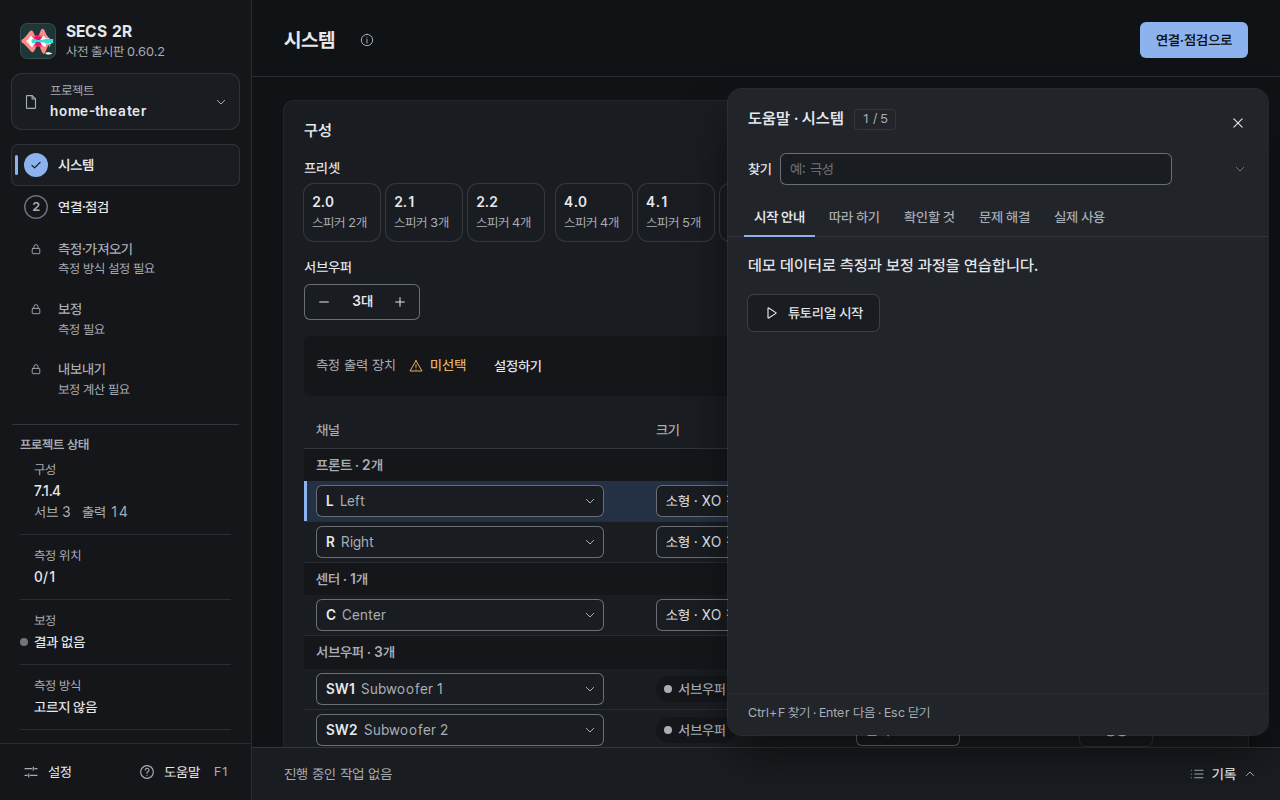 SECS 2R
사전 출시판 0.60.2
프로젝트
home-theater
시스템
2 연결·점검
측정·가져오기
측정 방식 설정 필요
보정
측정 필요
내보내기
보정 계산 필요
프로젝트 상태
구성
7.1.4
서브 3 출력 14
측정 위치
0/1
보정
결과 없음
측정 방식
고르지 않음
설정
도움말 F1
시스템
연결·점검으로
구성
프리셋
2.0
스피커 2개
2.1
스피커 3개
2.2
스피커 4개
4.0
스피커 4개
4.1
스피커 5개
서브우퍼
3대
측정 출력 장치 미선택 설정하기
채널 크기
프론트 · 2개
L Left 소형 · XO
R Right 소형 · XO
센터 · 1개
C Center 소형 · XO
서브우퍼 · 3개
SW1 Subwoofer 1 서브우퍼
SW2 Subwoofer 2 서브우퍼
도움말 · 시스템 1 / 5
찾기 예: 극성
시작 안내 따라 하기 확인할 것 문제 해결 실제 사용
데모 데이터로 측정과 보정 과정을 연습합니다.
튜토리얼 시작
Ctrl+F 찾기 · Enter 다음 · Esc 닫기
진행 중인 작업 없음
기록